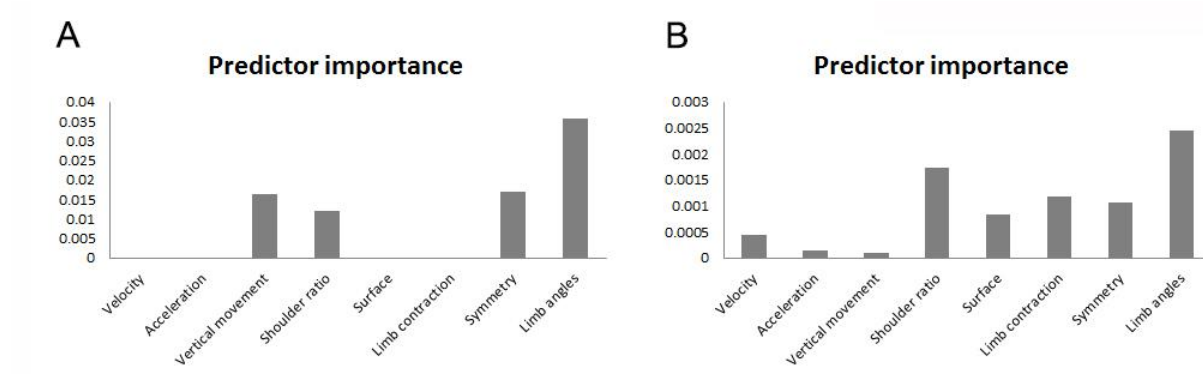 A
Predictor importance
0.04
0.035
0.03
0.025
0.02
0.015
0.01
0.005
0
Velocity
Acceleration
Vertical movement
Shoulder ratio
Surface
Limb contraction
Symmetry
Limb angles
B
Predictor importance
0.003
0.0025
0.002
0.0015
0.001
0.0005
0
Velocity
Acceleration
Vertical movement
Shoulder ratio
Surface
Limb contraction
Symmetry
Limb angles